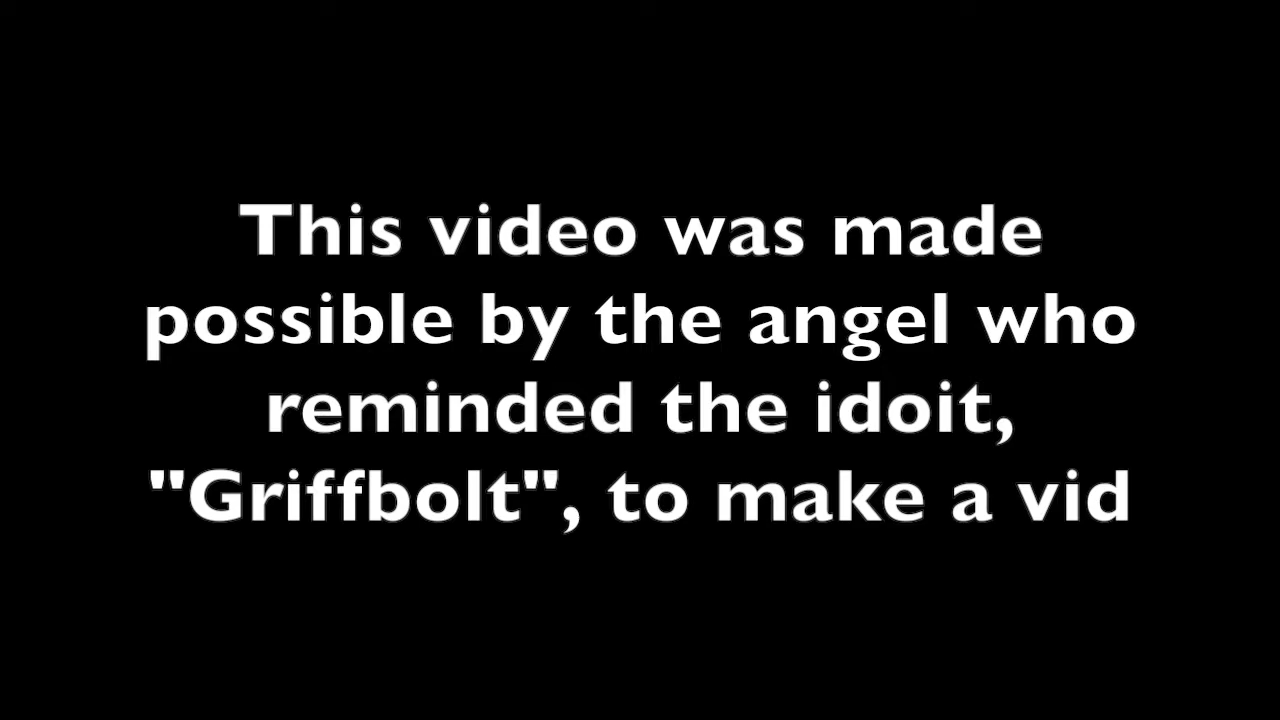 This video was made
possible by the angel who
reminded the idoit,
"Griffbolt", to make a vid